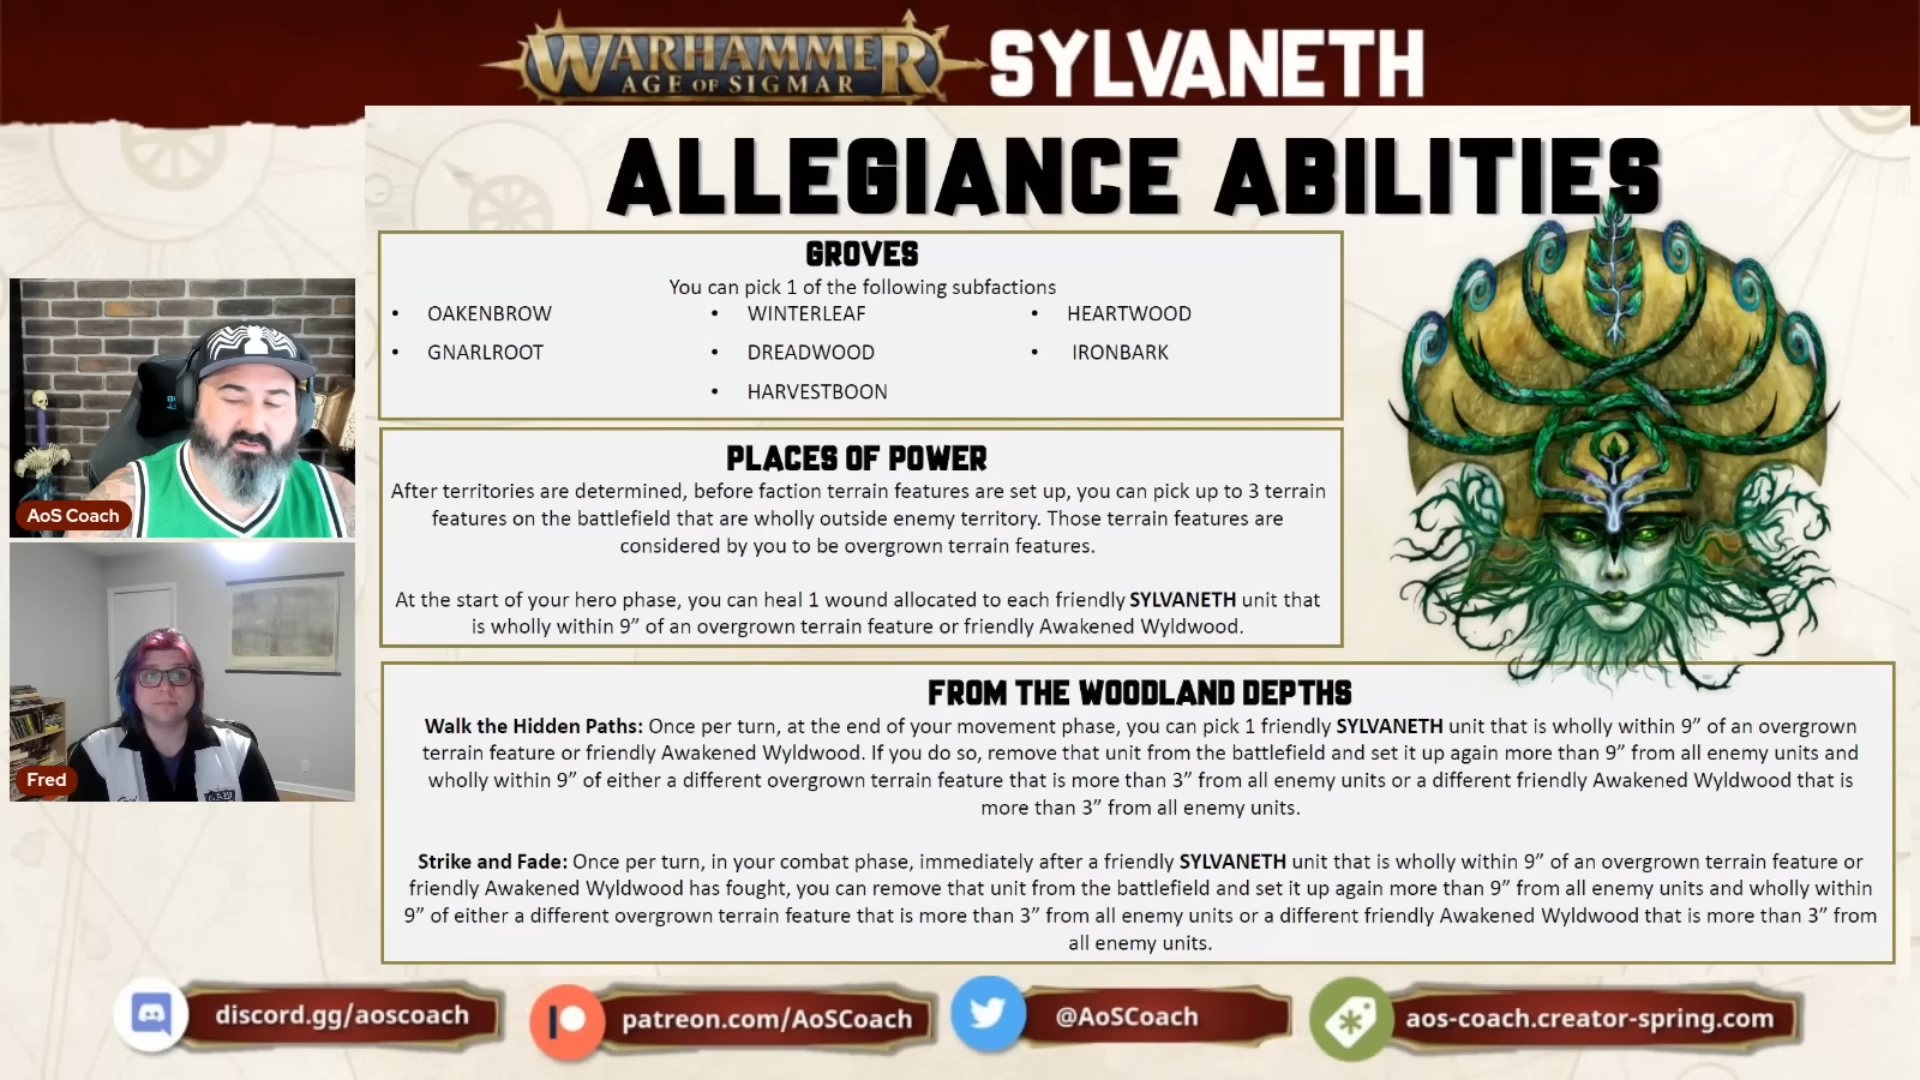 WARHAMMER
AGE OF SIGMAR
SYLVANETH
ALLEGIANCE ABILITIES
GROVES
You can pick 1 of the following subfactions
• OAKENBROW
• GNARLROOT
• WINTERLEAF
• DREADWOOD
• HARVESTBOON
• HEARTWOOD
• IRONBARK
PLACES OF POWER
After territories are determined, before faction terrain features are set up, you can pick up to 3 terrain
features on the battlefield that are wholly outside enemy territory. Those terrain features are
considered by you to be overgrown terrain features.
At the start of your hero phase, you can heal 1 wound allocated to each friendly SYLVANETH unit that
is wholly within 9” of an overgrown terrain feature or friendly Awakened Wyldwood.
FROM THE WOODLAND DEPTHS
Walk the Hidden Paths: Once per turn, at the end of your movement phase, you can pick 1 friendly SYLVANETH unit that is wholly within 9” of an overgrown
terrain feature or friendly Awakened Wyldwood. If you do so, remove that unit from the battlefield and set it up again more than 9” from all enemy units and
wholly within 9” of either a different overgrown terrain feature that is more than 3” from all enemy units or a different friendly Awakened Wyldwood that is
more than 3” from all enemy units.
Strike and Fade: Once per turn, in your combat phase, immediately after a friendly SYLVANETH unit that is wholly within 9” of an overgrown terrain feature or
friendly Awakened Wyldwood has fought, you can remove that unit from the battlefield and set it up again more than 9” from all enemy units and wholly within
9” of either a different overgrown terrain feature that is more than 3” from all enemy units or a different friendly Awakened Wyldwood that is more than 3” from
all enemy units.
AoS Coach
Fred
discord.gg/aoscoach
patreon.com/AoSCoach
@AoSCoach
aos-coach.creator-spring.com